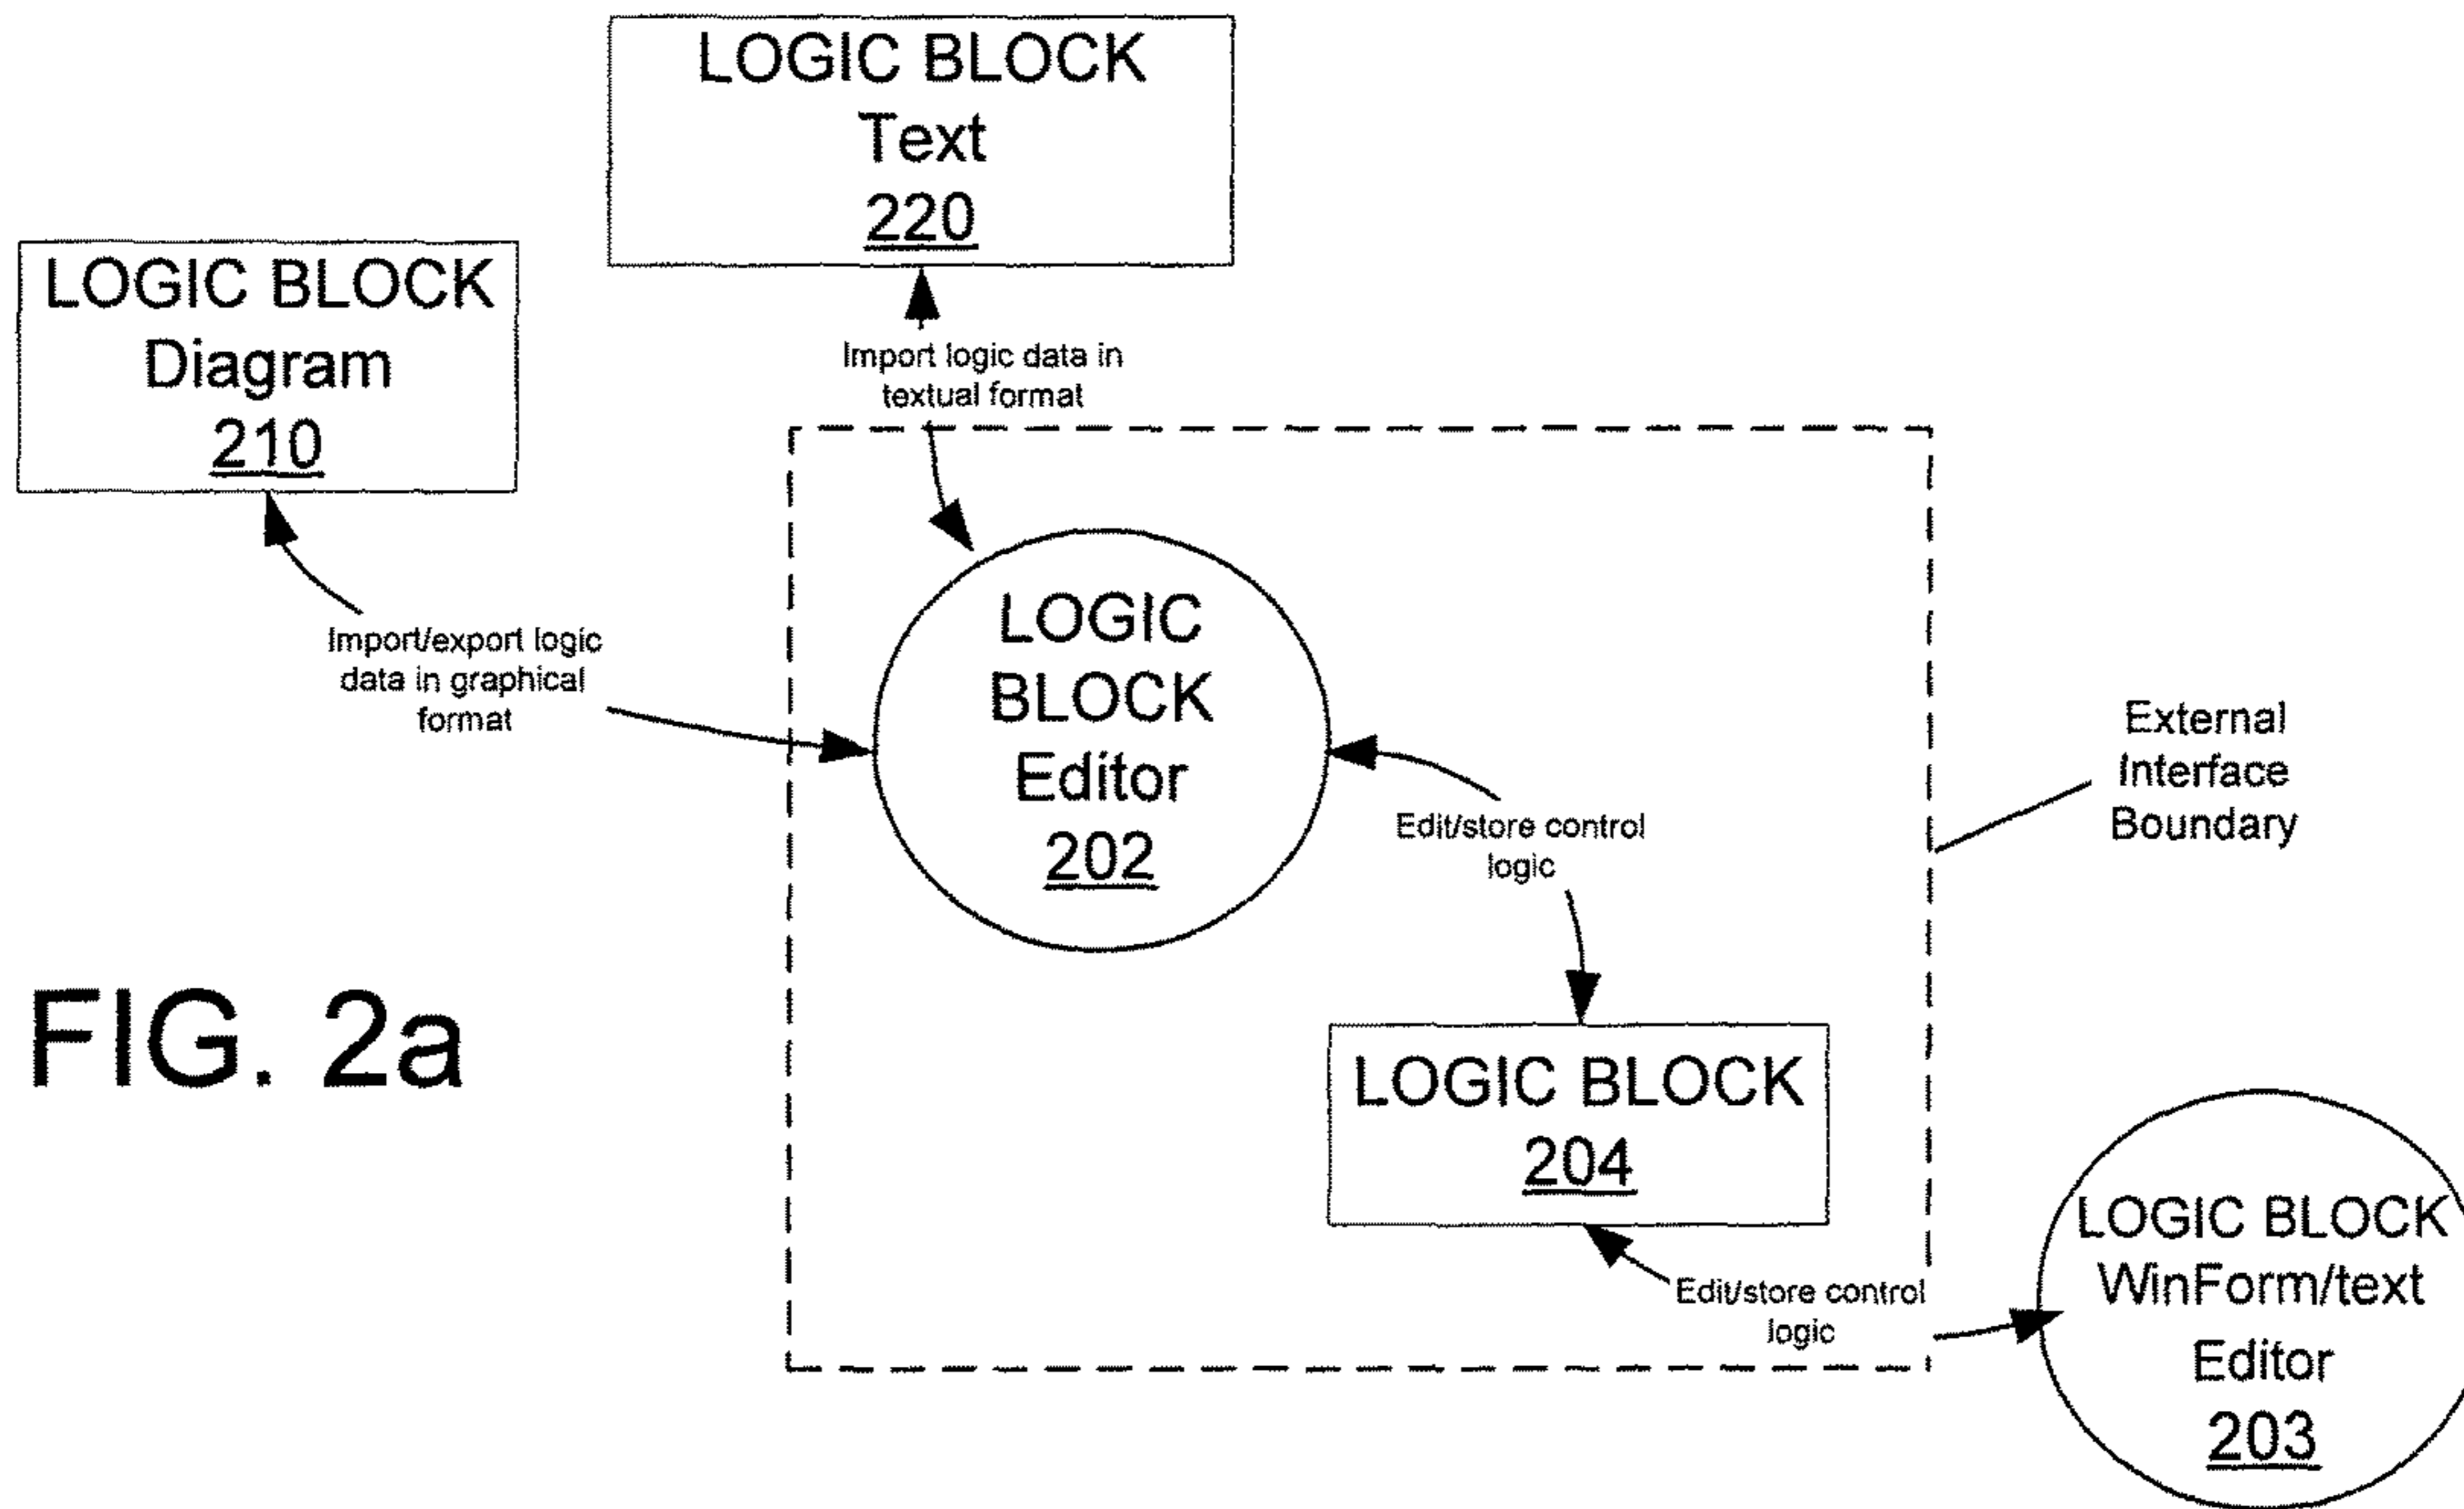 LOGIC BLOCK
Text
220
LOGIC BLOCK
Diagram
210
Import logic data in
textual format
Import/export logic
data in graphical
format
LOGIC
BLOCK
Editor
202
External
Interface
Boundary
Edit/store control
logic
FIG. 2a
LOGIC BLOCK
204
Edit/store control
logic
LOGIC BLOCK
WinForm/text
Editor
203